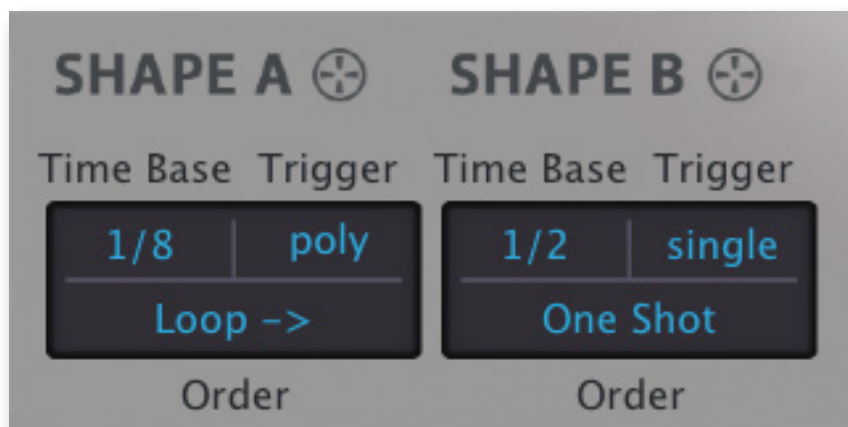 SHAPE A SHAPE B
Time Base Trigger Time Base Trigger
1/8 poly 1/2 single
Loop -> One Shot
Order Order